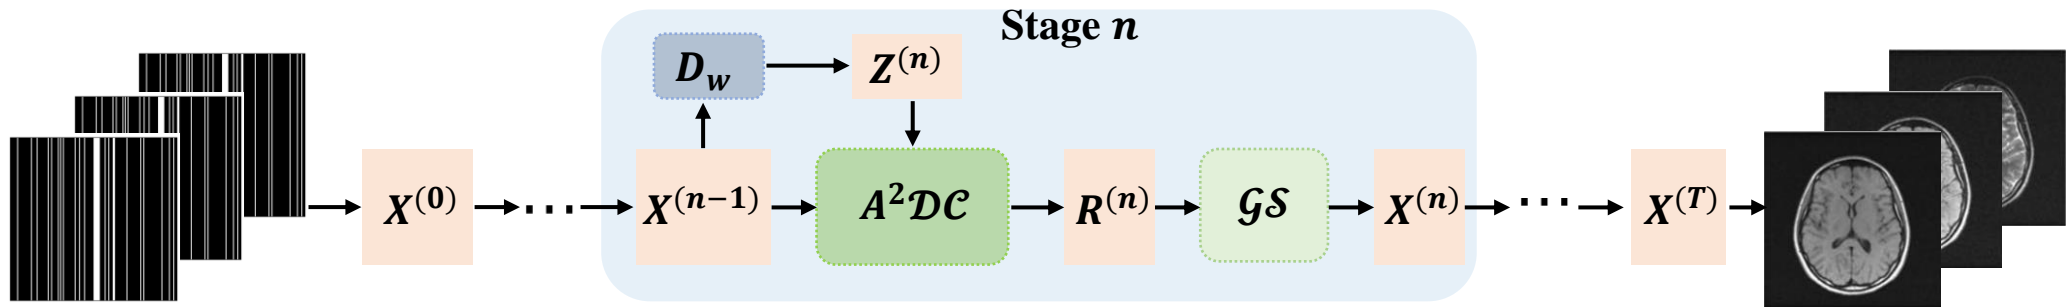 Stage n
D_w
Z^(n)
X^(0)
...
X^(n−1)
A^2DC
R^(n)
GS
X^(n)
...
X^(T)